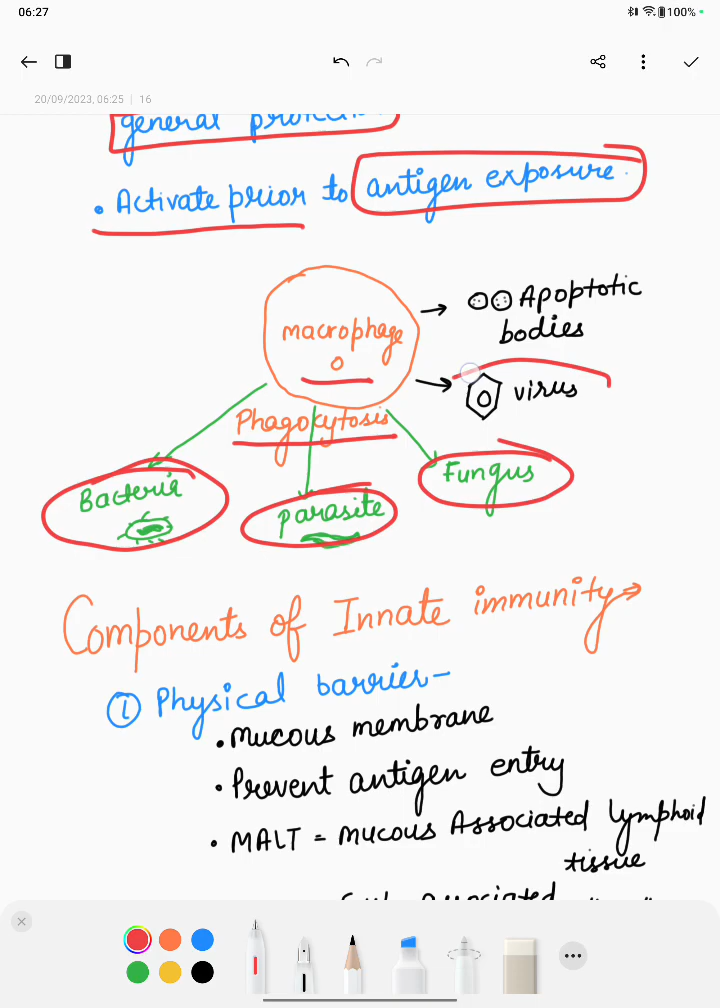 06:27
100%
20/09/2023, 06:25 | 16
general
• Activate prior to antigen exposure.
macrophage
→ Apoptotic
bodies
→ virus
Phagocytosis
Bacteria
parasite
Fungus
Components of Innate immunity →
① Physical barrier –
• Mucous membrane
• Prevent antigen entry
• MALT = Mucous Associated lymphoid
tissue
associated